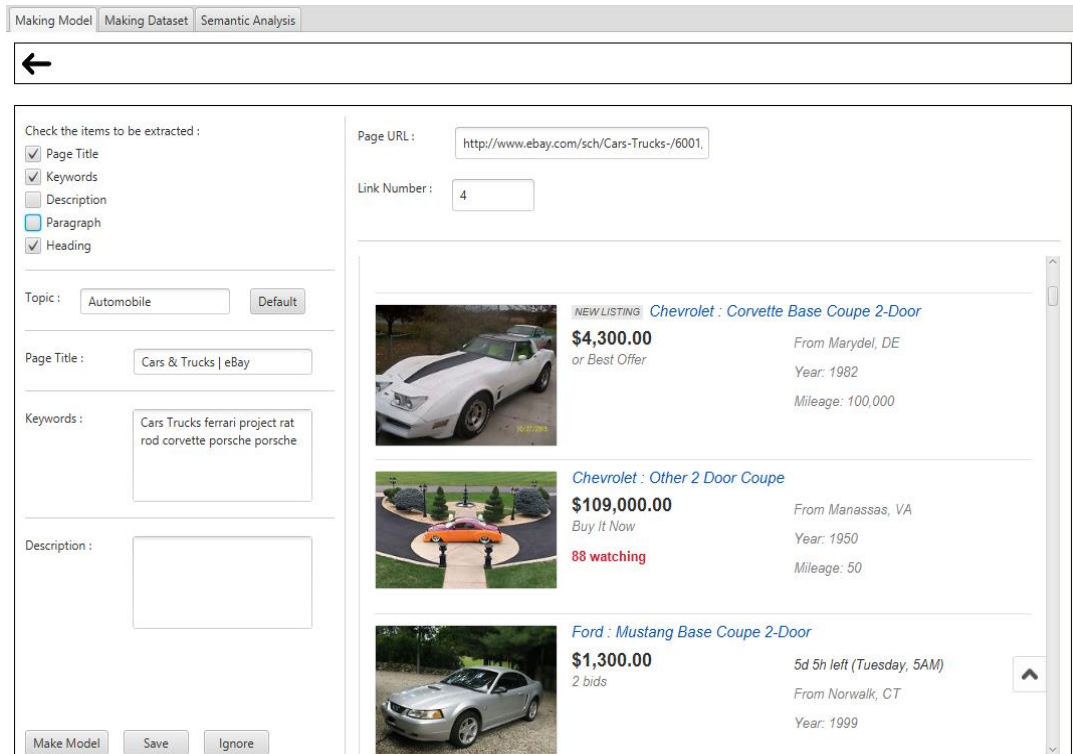 Making Model
Making Dataset
Semantic Analysis
Check the items to be extracted :
Page Title
Keywords
Description
Paragraph
Heading
Topic :
Automobile
Default
Page Title :
Cars & Trucks | eBay
Keywords :
Cars Trucks ferrari project rat
rod corvette porsche porsche
Description :
Make Model
Save
Ignore
Page URL :
http://www.ebay.com/sch/Cars-Trucks-/6001,
Link Number :
4
NEW LISTING Chevrolet : Corvette Base Coupe 2-Door
$4,300.00
or Best Offer
From Marydel, DE
Year: 1982
Mileage: 100,000
Chevrolet : Other 2 Door Coupe
$109,000.00
Buy It Now
88 watching
From Manassas, VA
Year: 1950
Mileage: 50
Ford : Mustang Base Coupe 2-Door
$1,300.00
2 bids
5d 5h left (Tuesday, 5AM)
From Norwalk, CT
Year: 1999